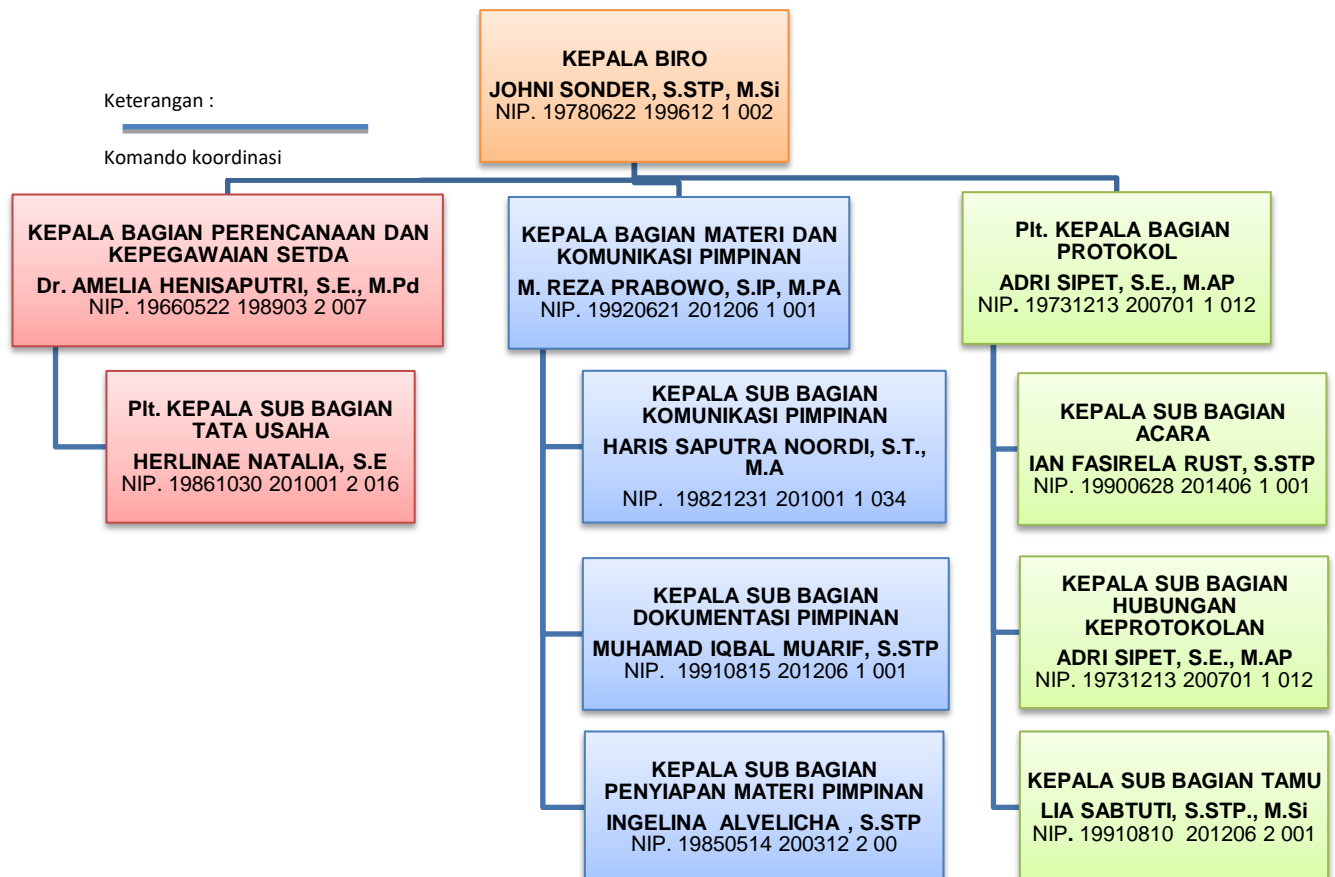 KEPALA BIRO
JOHNI SONDER, S.STP, M.Si
NIP. 19780622 199612 1 002
Keterangan :
Komando koordinasi
KEPALA BAGIAN PERENCANAAN DAN
KEPEGAWAIAN SETDA
Dr. AMELIA HENISAPUTRI, S.E., M.Pd
NIP. 19660522 198903 2 007
Plt. KEPALA SUB BAGIAN
TATA USAHA
HERLINAE NATALIA, S.E
NIP. 19861030 201001 2 016
KEPALA BAGIAN MATERI DAN
KOMUNIKASI PIMPINAN
M. REZA PRABOWO, S.IP, M.PA
NIP. 19920621 201206 1 001
KEPALA SUB BAGIAN
KOMUNIKASI PIMPINAN
HARIS SAPUTRA NOORDI, S.T.,
M.A
NIP. 19821231 201001 1 034
KEPALA SUB BAGIAN
DOKUMENTASI PIMPINAN
MUHAMAD IQBAL MUARIF, S.STP
NIP. 19910815 201206 1 001
KEPALA SUB BAGIAN
PENYIAPAN MATERI PIMPINAN
INGELINA ALVELICHA , S.STP
NIP. 19850514 200312 2 00
Plt. KEPALA BAGIAN
PROTOKOL
ADRI SIPET, S.E., M.AP
NIP. 19731213 200701 1 012
KEPALA SUB BAGIAN
ACARA
IAN FASIRELA RUST, S.STP
NIP. 19900628 201406 1 001
KEPALA SUB BAGIAN
HUBUNGAN
KEPROTOKOLAN
ADRI SIPET, S.E., M.AP
NIP. 19731213 200701 1 012
KEPALA SUB BAGIAN TAMU
LIA SABTUTI, S.STP., M.Si
NIP. 19910810 201206 2 001